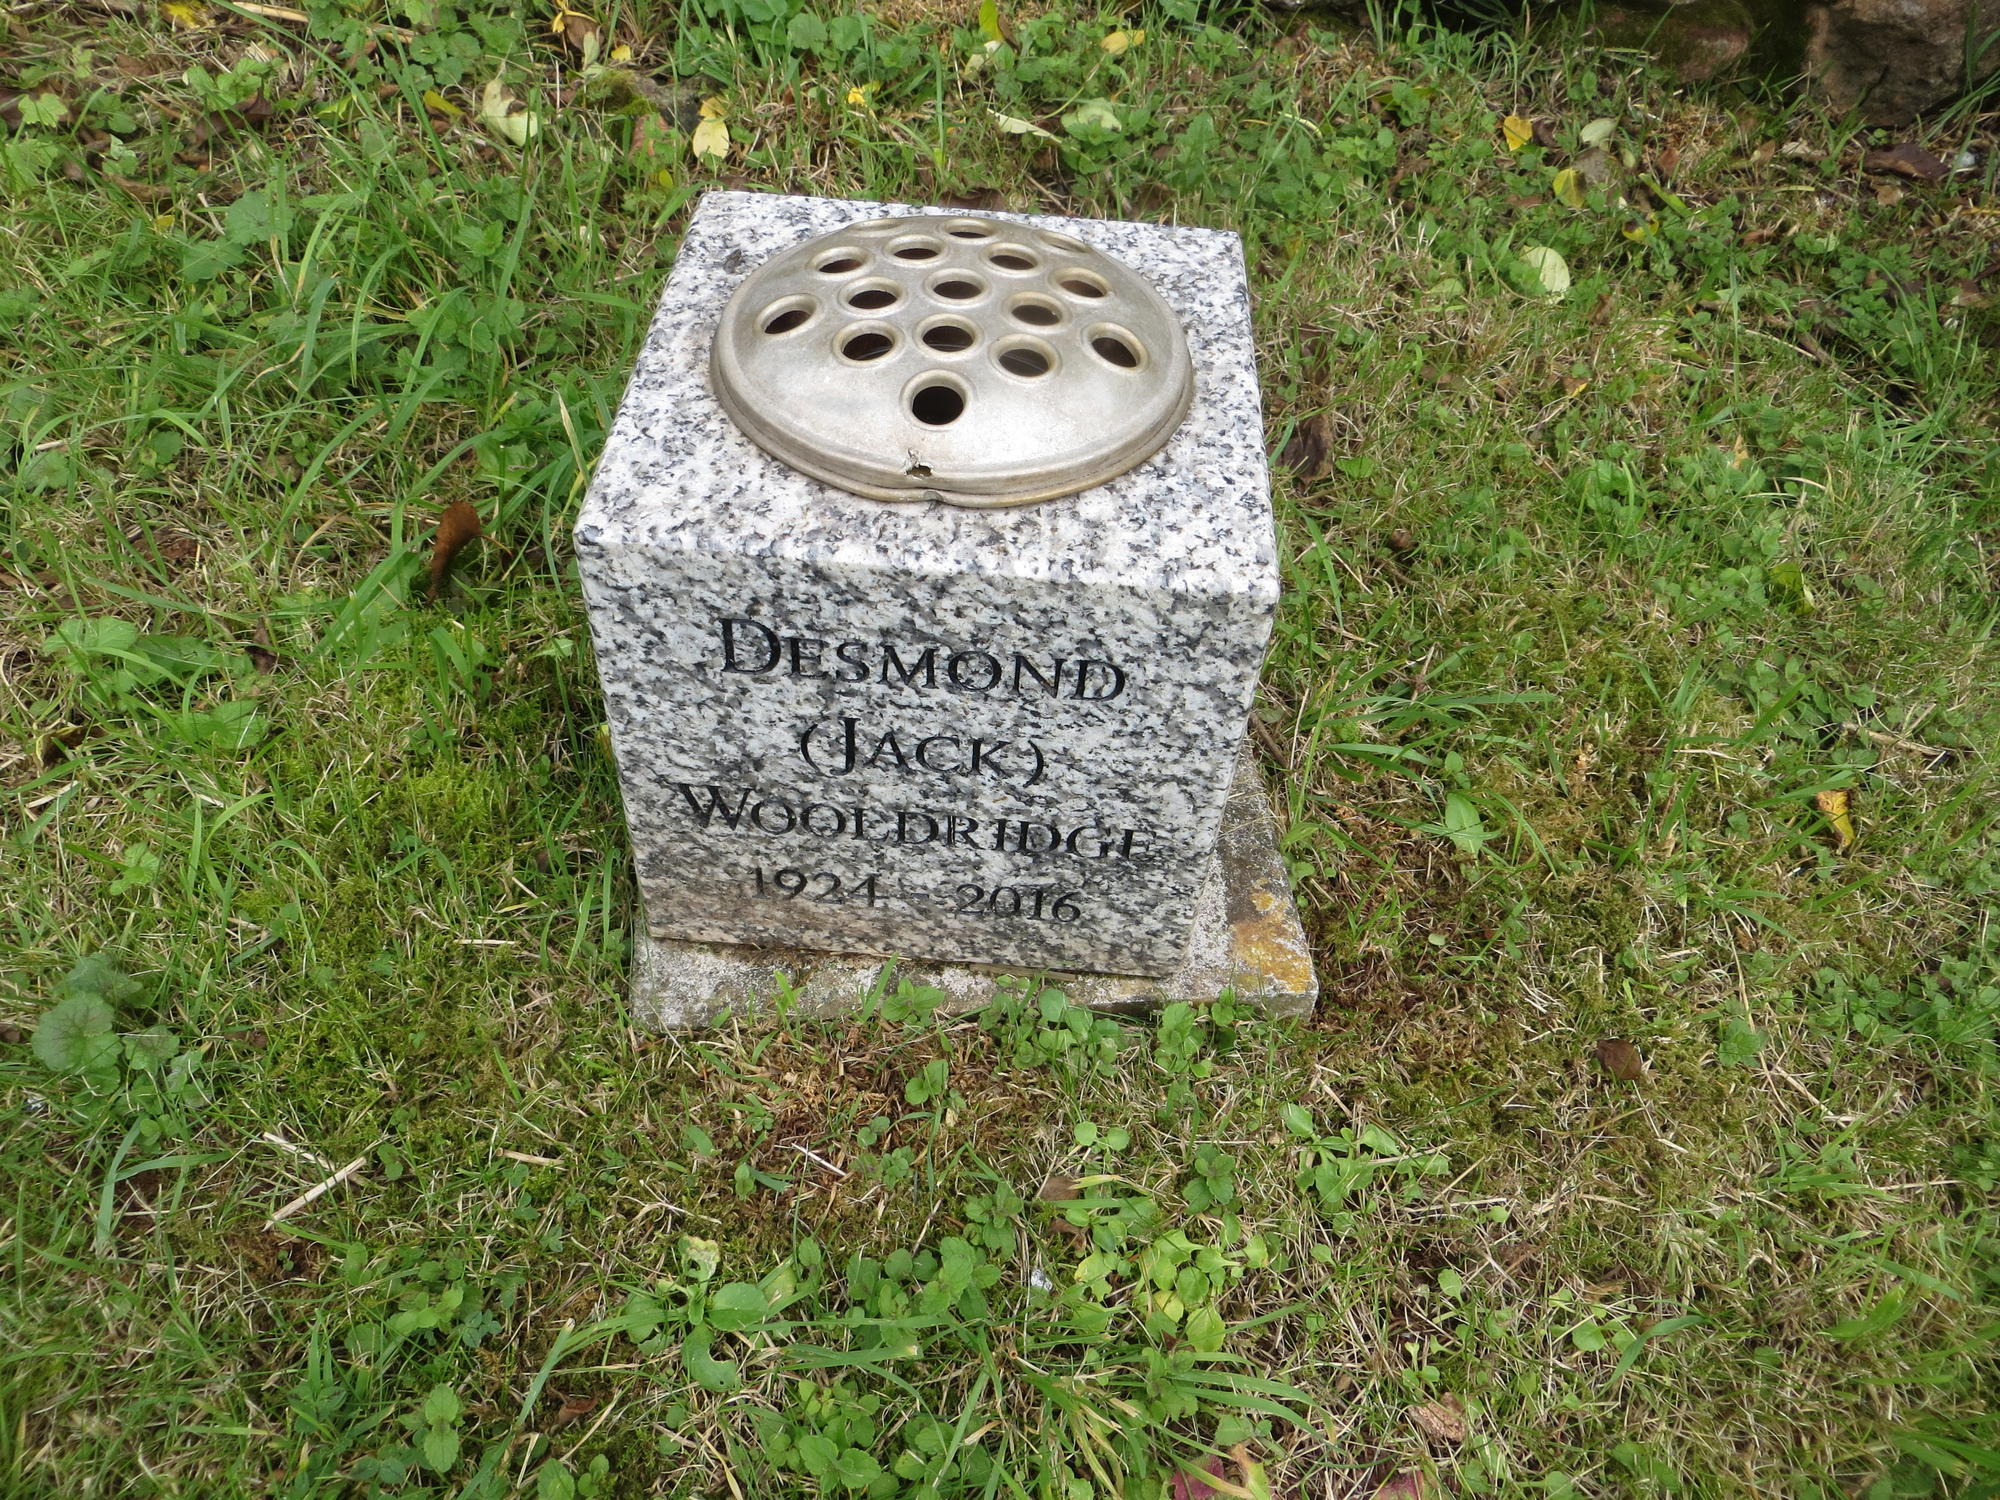 DESMOND
(JACK)
WOOLDRIDGE
1924 - 2016